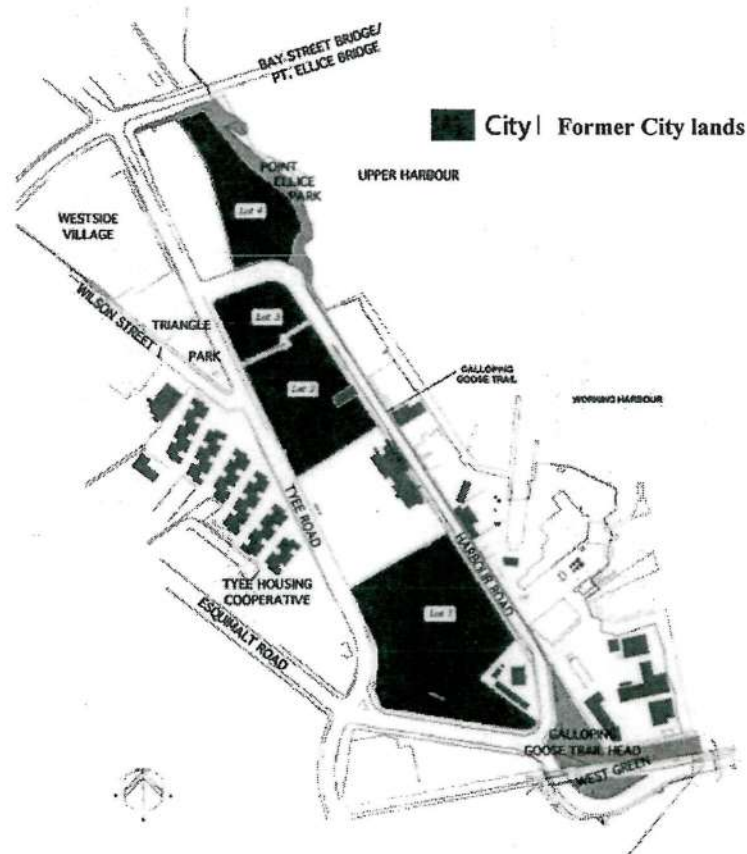 BAY STREET BRIDGE/
PT. ELLICE BRIDGE
City Former City lands
POINT
ELLICE
PARK
UPPER HARBOUR
Lot 4
WESTSIDE
VILLAGE
WILSON STREET
TRIANGLE
PARK
Lot 3
Lot 2
GALLOPING
GOOSE TRAIL
WORKING HARBOUR
TYEE ROAD
HARBOUR ROAD
TYEE HOUSING
COOPERATIVE
ESQUIMALT ROAD
Lot 1
GALLOPING
GOOSE TRAIL HEAD
WEST GREEN